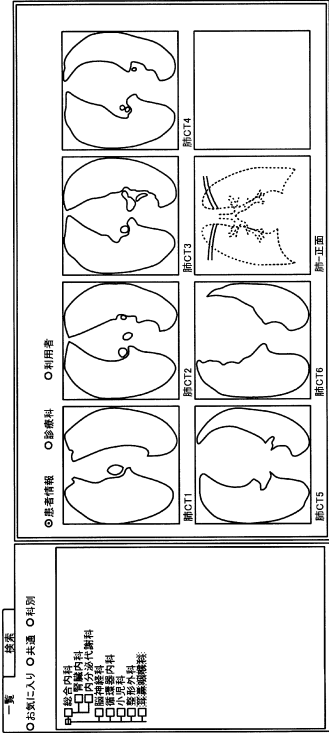 一覧 検索
○お気に入り ○共通 ○科別
総合内科
腎臓内科
内分泌代謝科
脳神経科
循環器内科
小児科
整形外科
耳鼻咽喉科
◎患者情報 ○診療科 ○利用者
肺CT1 肺CT2 肺CT3 肺CT4
肺CT5 肺CT6 肺-正面